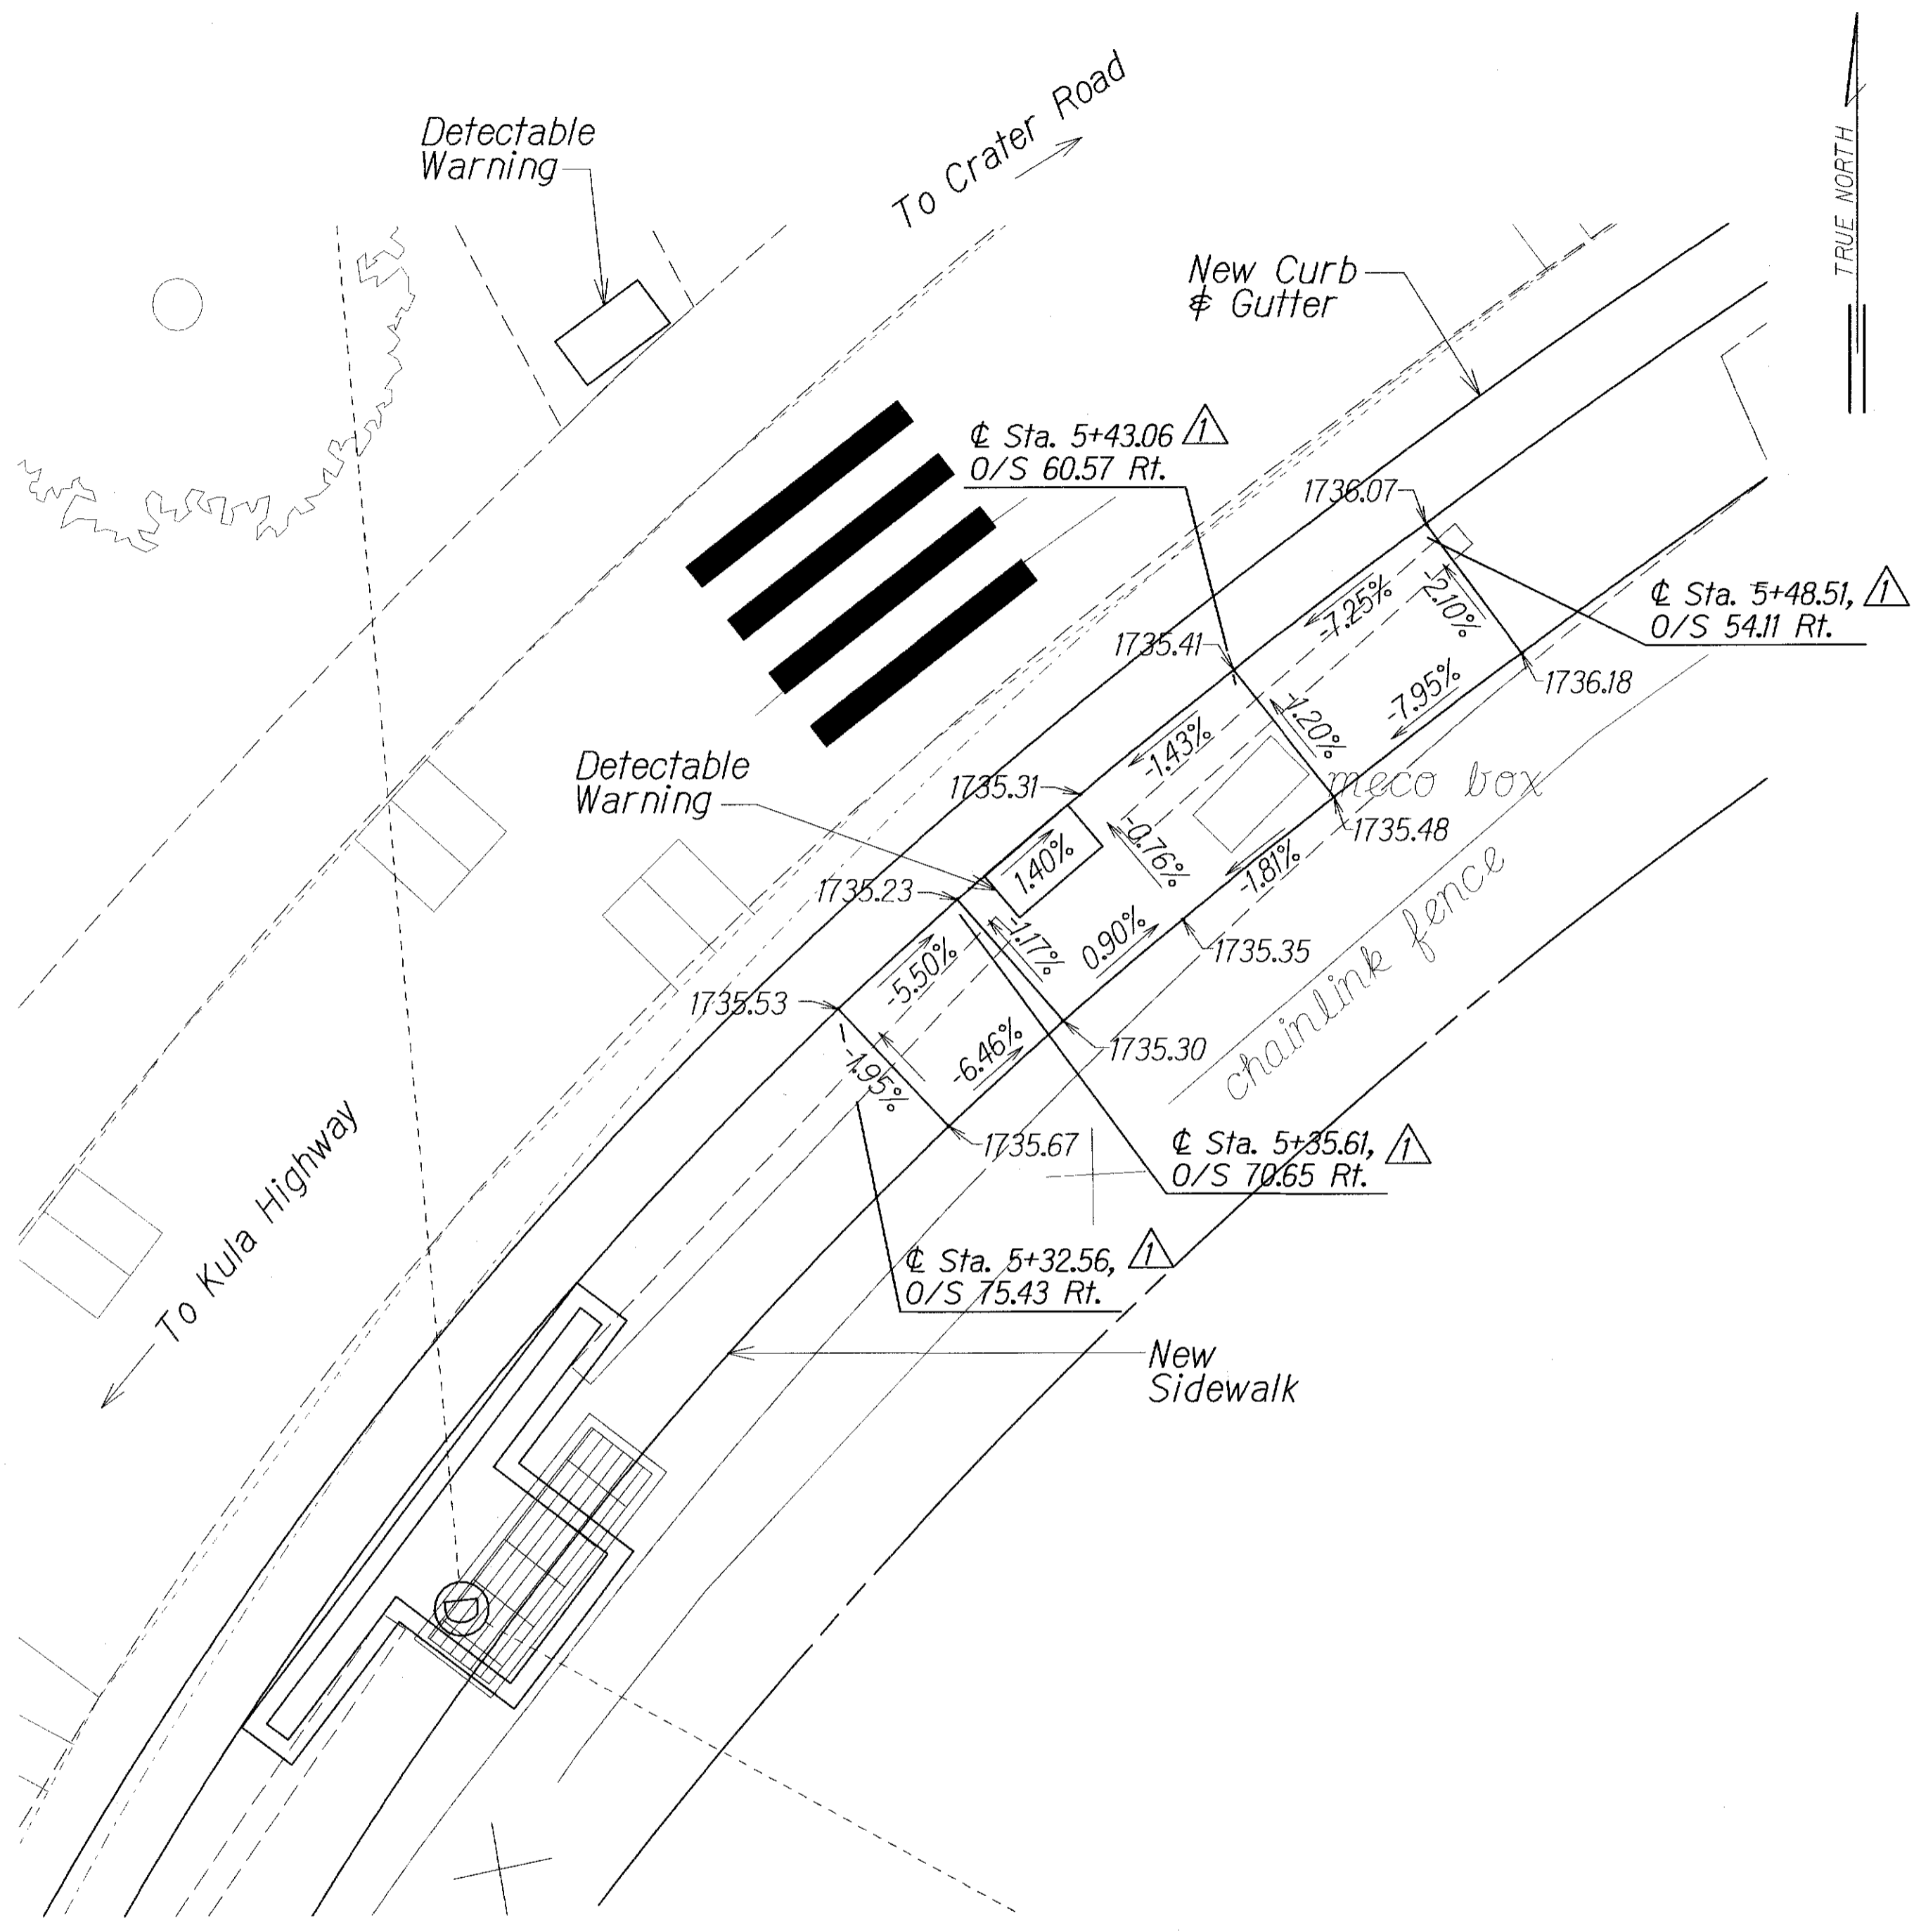 Detectable
Warning
To Crater Road
TRUE NORTH
New Curb
& Gutter
℄ Sta. 5+43.06 1
O/S 60.57 Rt.
1736.07
℄ Sta. 5+48.51, 1
O/S 54.11 Rt.
-7.25%
-2.10%
1735.41
1736.18
-7.95%
-1.20%
-1.43%
Detectable
Warning
1735.31
meco box
1735.48
-0.76%
-1.81%
1.40%
1735.23
-1.17%
0.90%
1735.35
chainlink fence
-5.50%
1735.53
-6.46%
1735.30
-1.95%
1735.67
℄ Sta. 5+35.61, 1
O/S 70.65 Rt.
To Kula Highway
℄ Sta. 5+32.56, 1
O/S 75.43 Rt.
New
Sidewalk